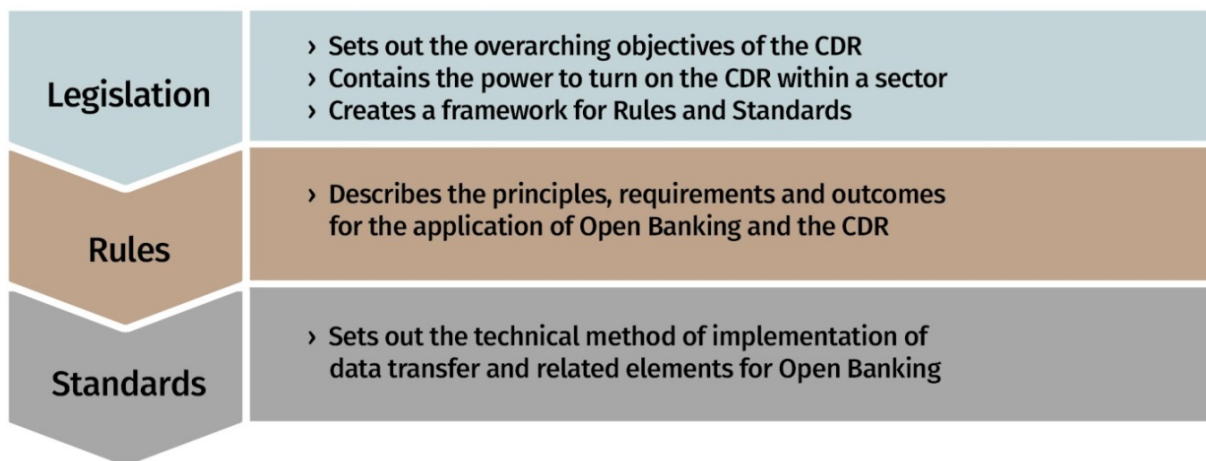 Legislation
› Sets out the overarching objectives of the CDR
› Contains the power to turn on the CDR within a sector
› Creates a framework for Rules and Standards
Rules
› Describes the principles, requirements and outcomes
for the application of Open Banking and the CDR
Standards
› Sets out the technical method of implementation of
data transfer and related elements for Open Banking